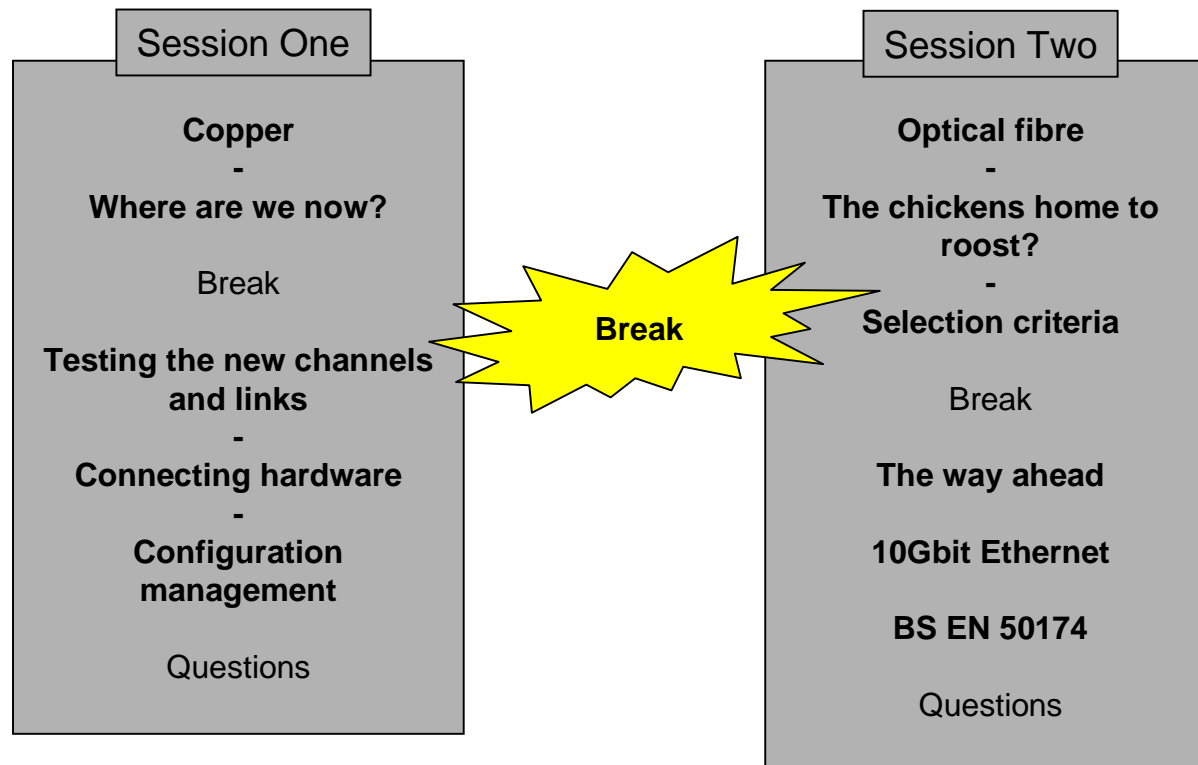 Session One
Copper
-
Where are we now?
Break
Testing the new channels
and links
-
Connecting hardware
-
Configuration
management
Questions
Break
Session Two
Optical fibre
-
The chickens home to
roost?
-
Selection criteria
Break
The way ahead
10Gbit Ethernet
BS EN 50174
Questions